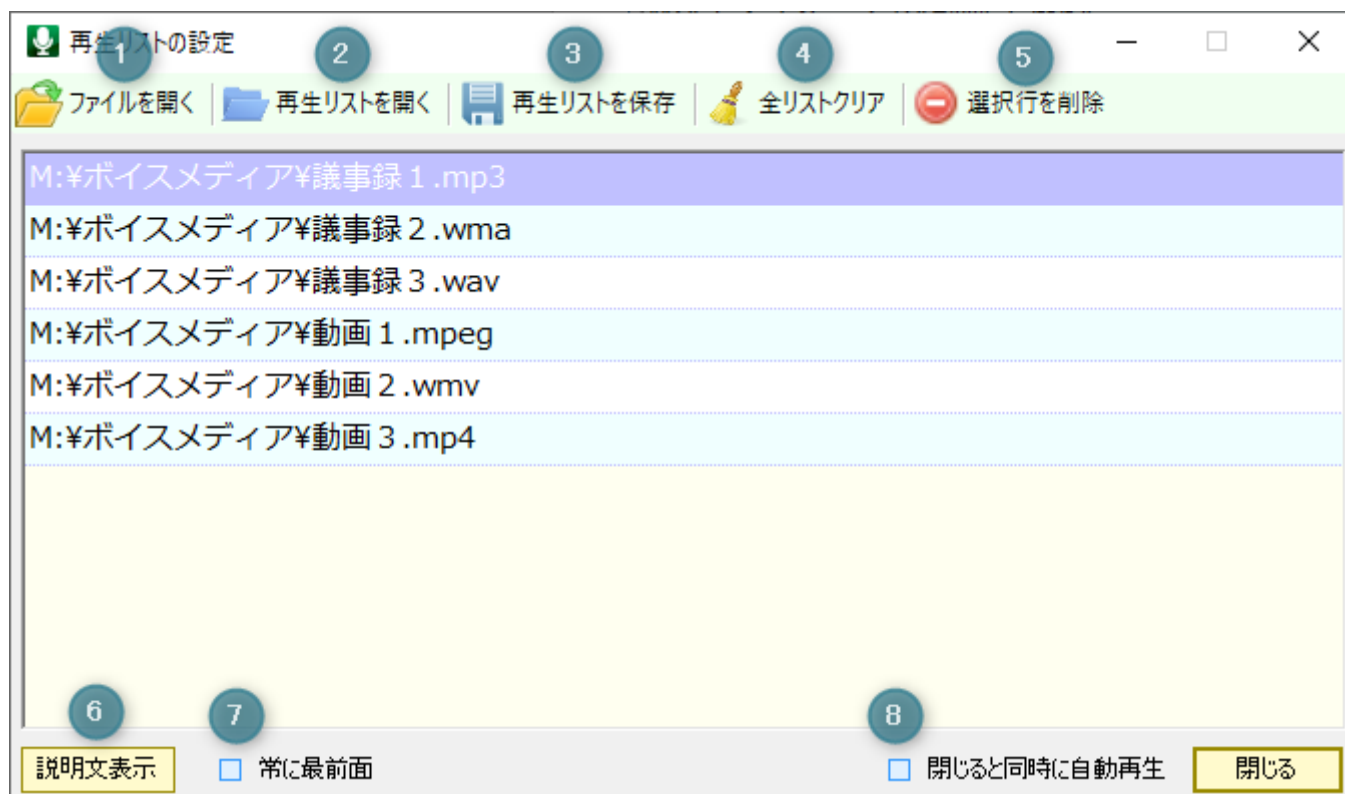 再生リストの設定
1 2 3 4 5
ファイルを開く 再生リストを開く 再生リストを保存 全リストクリア 選択行を削除
M:¥ボイスメディア¥議事録１.mp3
M:¥ボイスメディア¥議事録２.wma
M:¥ボイスメディア¥議事録３.wav
M:¥ボイスメディア¥動画１.mpeg
M:¥ボイスメディア¥動画２.wmv
M:¥ボイスメディア¥動画３.mp4
6 7 8
説明文表示 常に最前面 閉じると同時に自動再生 閉じる